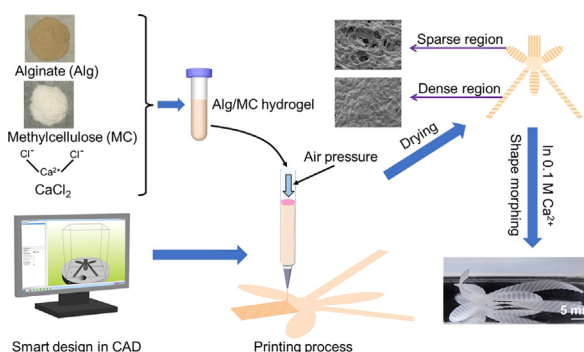 Alginate (Alg)
Methylcellulose (MC)
Cl⁻
Cl⁻
Ca²⁺
CaCl₂
Alg/MC hydrogel
Air pressure
Sparse region
Dense region
Drying
In 0.1 M Ca²⁺
Shape morphing
Smart design in CAD
Printing process